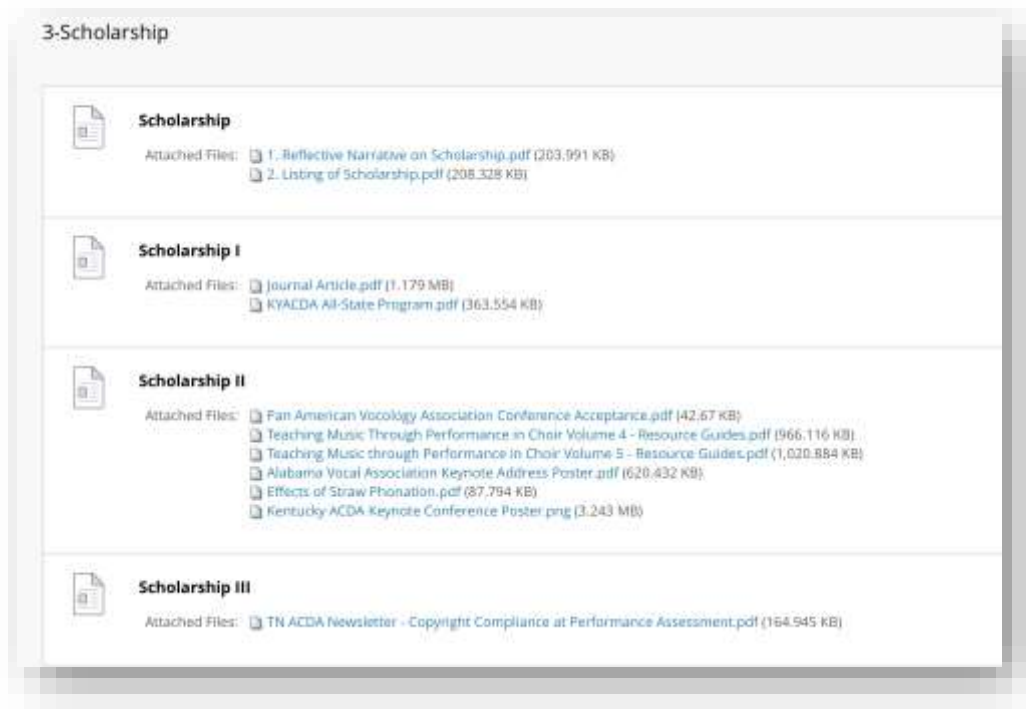 3-Scholarship
Scholarship
Attached Files: 1. Reflective Narrative on Scholarship.pdf (203.991 KB)
2. Listing of Scholarship.pdf (208.328 KB)
Scholarship I
Attached Files: Journal Article.pdf (1.179 MB)
KYACDA All-State Program.pdf (363.554 KB)
Scholarship II
Attached Files: Pan American Vocology Association Conference Acceptance.pdf (42.67 KB)
Teaching Music Through Performance in Choir Volume 4 - Resource Guides.pdf (966.116 KB)
Teaching Music through Performance in Choir Volume 5 - Resource Guides.pdf (1,020.884 KB)
Alabama Vocal Association Keynote Address Poster.pdf (620.432 KB)
Effects of Straw Phonation.pdf (87.794 KB)
Kentucky ACDA Keynote Conference Poster.png (3.243 MB)
Scholarship III
Attached Files: TN ACDA Newsletter - Copyright Compliance at Performance Assessment.pdf (164.945 KB)